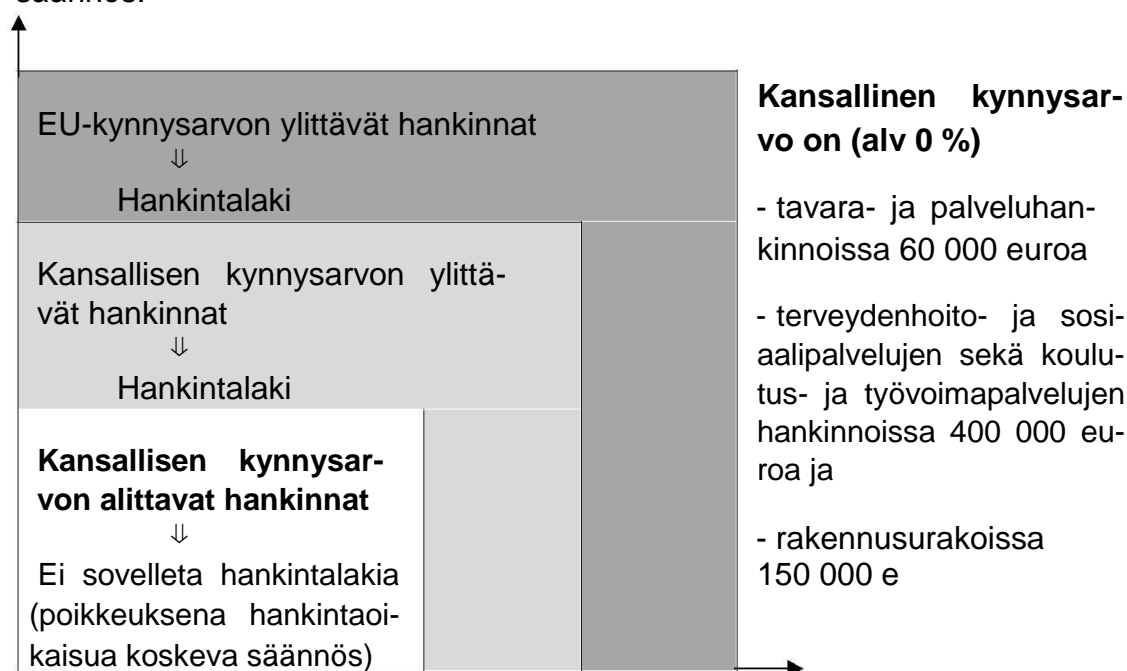 säännös.
EU-kynnysarvon ylittävät hankinnat
⇓
Hankintalaki
Kansallisen kynnysarvon ylittä-
vät hankinnat
⇓
Hankintalaki
Kansallisen kynnysar-
von alittavat hankinnat
⇓
Ei sovelleta hankintalakia
(poikkeuksena hankintaoi-
kaisua koskeva säännös)
Kansallinen kynnysar-
vo on (alv 0 %)
- tavara- ja palveluhan-
kinnoissa 60 000 euroa
- terveydenhoito- ja sosi-
aalipalvelujen sekä koulu-
tus- ja työvoimapalvelujen
hankinnoissa 400 000 eu-
roa ja
- rakennusurakoissa
150 000 e